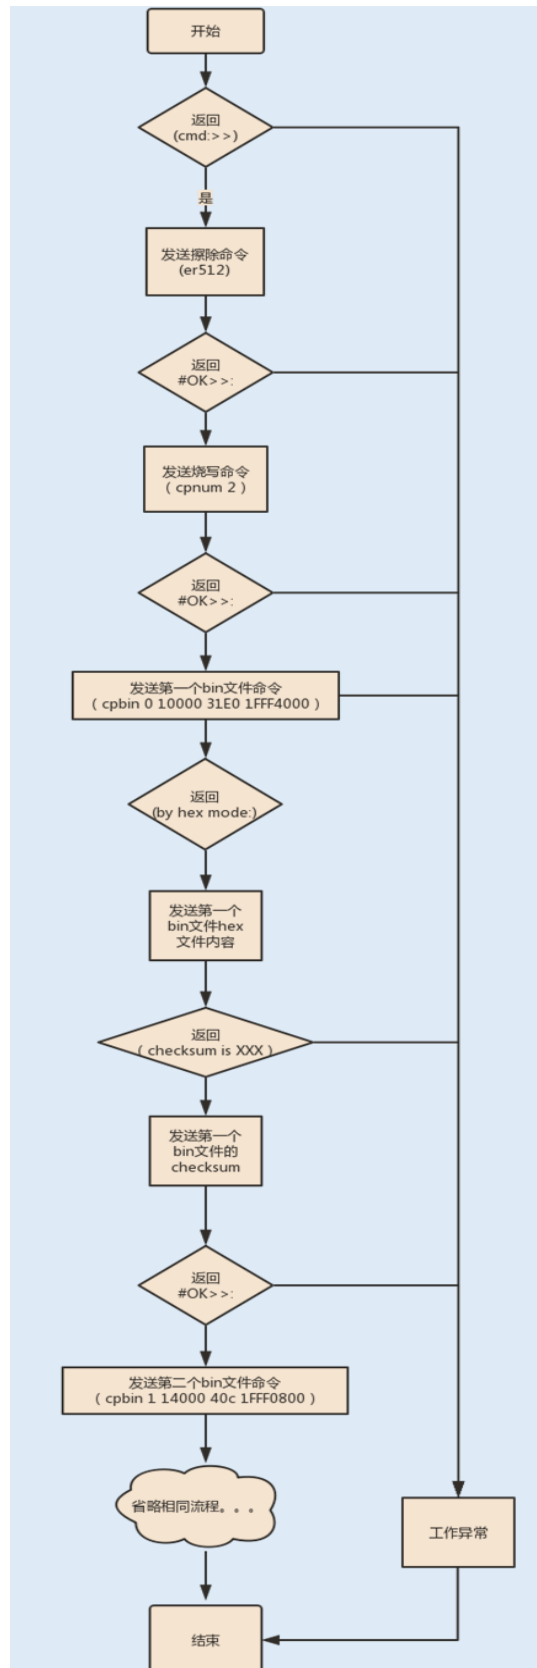 开始
返回
(cmd:>>)
是
发送擦除命令
(er512)
返回
#OK>>:
发送烧写命令
( cpnum 2 )
返回
#OK>>:
发送第一个bin文件命令
( cpbin 0 10000 31E0 1FFF4000 )
返回
(by hex mode:)
发送第一个
bin文件hex
文件内容
返回
( checksum is XXX )
发送第一个
bin文件的
checksum
返回
#OK>>:
发送第二个bin文件命令
( cpbin 1 14000 40c 1FFF0800 )
省略相同流程。。。
工作异常
结束